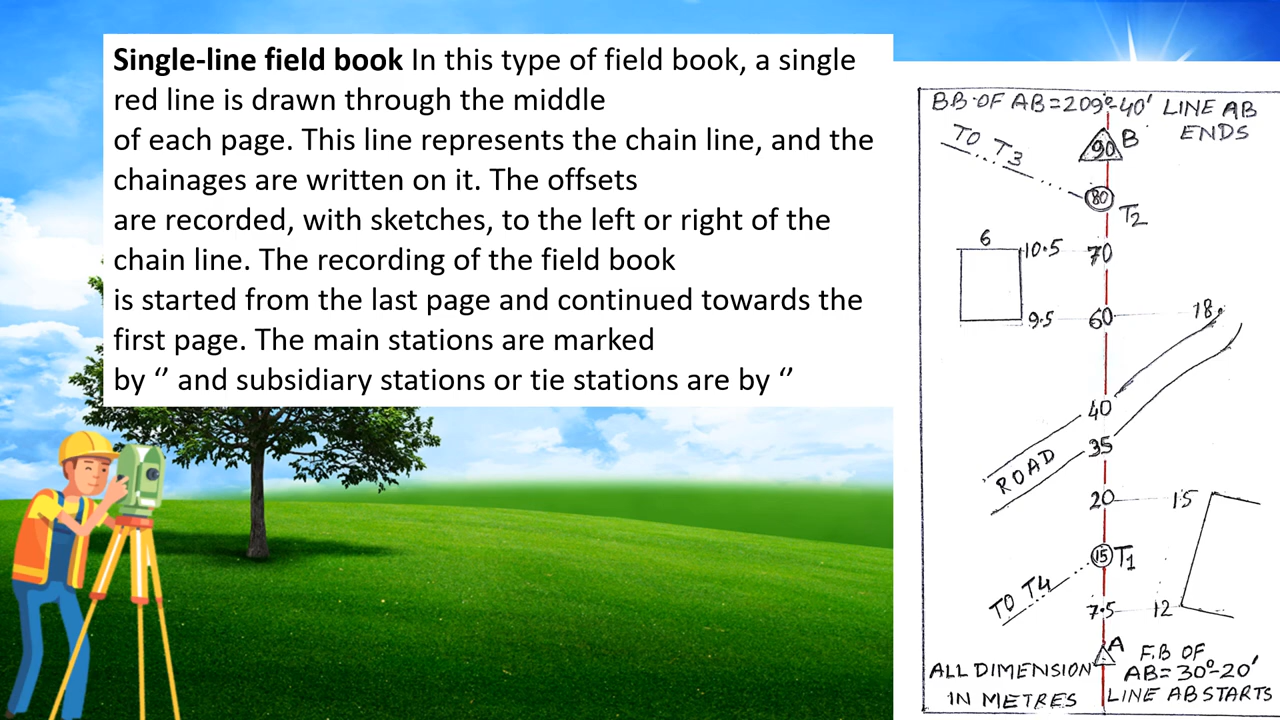 Single-line field book In this type of field book, a single
red line is drawn through the middle
of each page. This line represents the chain line, and the
chainages are written on it. The offsets
are recorded, with sketches, to the left or right of the
chain line. The recording of the field book
is started from the last page and continued towards the
first page. The main stations are marked
by ‘’ and subsidiary stations or tie stations are by ‘’
B.B. OF AB=209°-40' LINE AB
ENDS
TO T3
90 B
80
T2
6
10.5 70
9.5 60 18
40
35
ROAD
20 15
15 T1
TO T4
7.5 12
A
F.B OF
ALL DIMENSION AB=30°-20'
IN METRES LINE AB STARTS